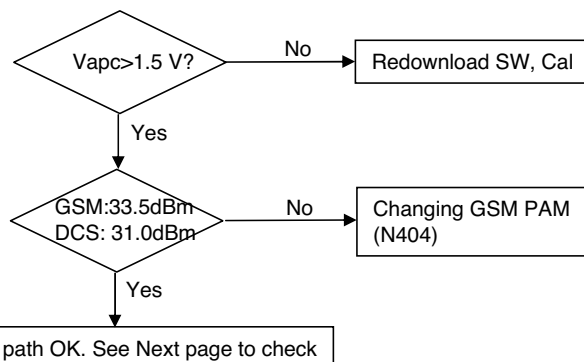 Vapc>1.5 V?
No
Redownload SW, Cal
Yes
GSM:33.5dBm
DCS: 31.0dBm
No
Changing GSM PAM
(N404)
Yes
path OK. See Next page to check